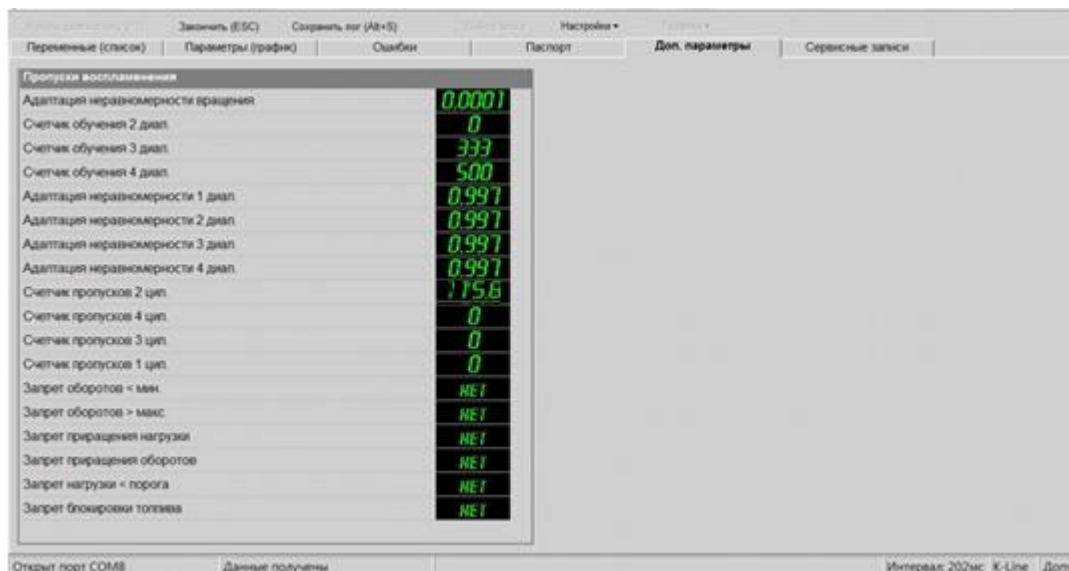 Закончить (ESC) Сохранить лог (Alt+S) Настройки
Переменные (список) Параметры (график) Ошибки Паспорт Доп. параметры Сервисные записи
Пропуски воспламенения
Адаптация неравномерности вращения 0.0001
Счетчик обучения 2 диап. 0
Счетчик обучения 3 диап. 333
Счетчик обучения 4 диап. 500
Адаптация неравномерности 1 диап. 0.997
Адаптация неравномерности 2 диап. 0.997
Адаптация неравномерности 3 диап. 0.997
Адаптация неравномерности 4 диап. 0.997
Счетчик пропусков 2 цил.
Счетчик пропусков 4 цил. 0
Счетчик пропусков 3 цил. 0
Счетчик пропусков 1 цил. 0
Запрет оборотов < мин. НЕТ
Запрет оборотов > макс. НЕТ
Запрет приращения нагрузки НЕТ
Запрет приращения оборотов НЕТ
Запрет нагрузки < порога НЕТ
Запрет блокировки топлива НЕТ
Открыт порт COM8 Данные получены Интервал: 202мс K-Line